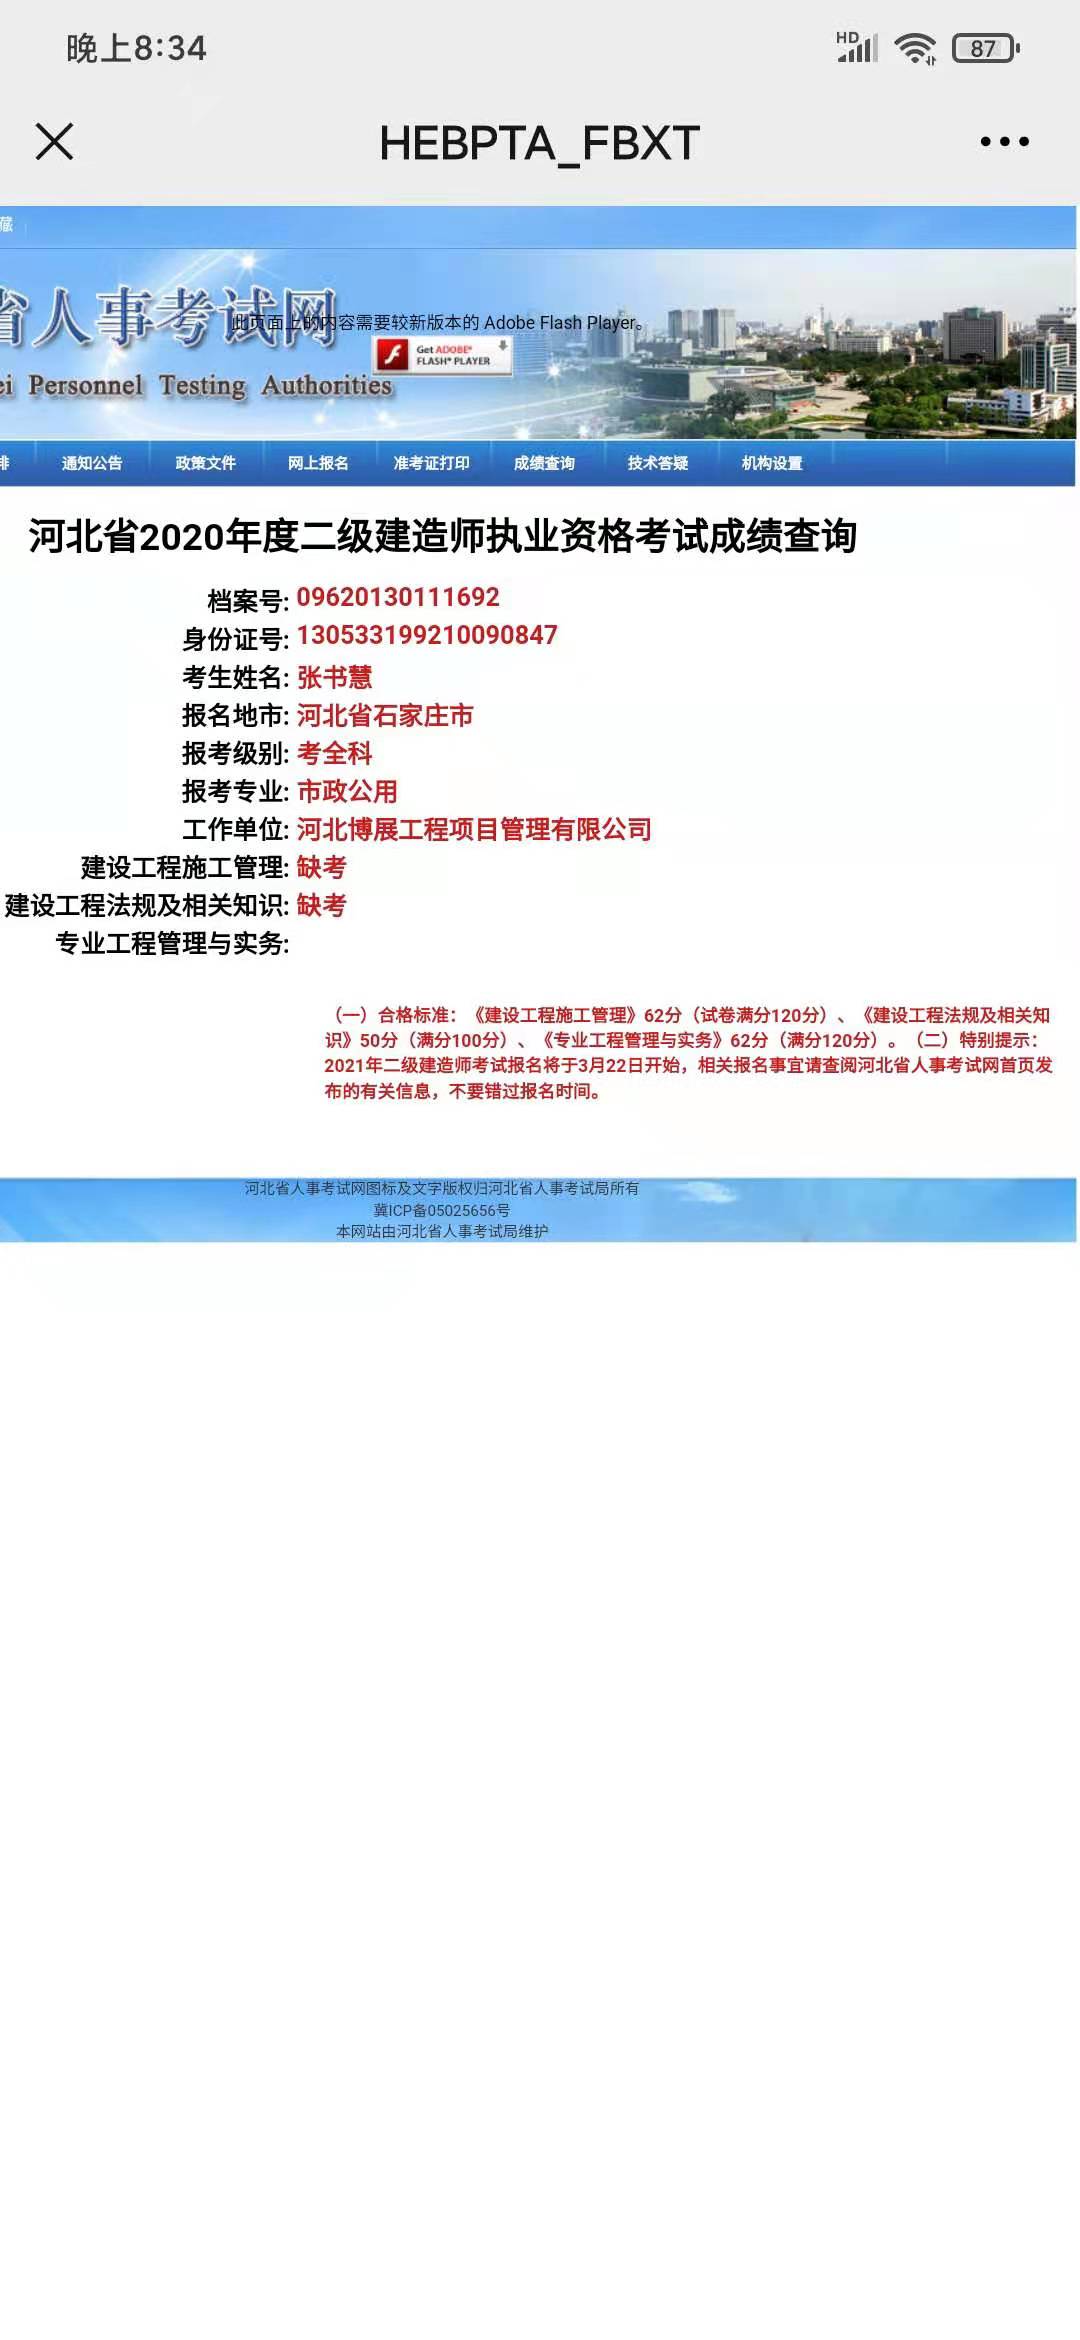 晚上8:34
HD
87
HEBPTA_FBXT
藏
省人事考试网
此页面上的内容需要较新版本的 Adobe Flash Player。
Get ADOBE®
FLASH® PLAYER
ei Personnel Testing Authorities
排 通知公告 政策文件 网上报名 准考证打印 成绩查询 技术答疑 机构设置
河北省2020年度二级建造师执业资格考试成绩查询
档案号: 09620130111692
身份证号: 130533199210090847
考生姓名: 张书慧
报名地市: 河北省石家庄市
报考级别: 考全科
报考专业: 市政公用
工作单位: 河北博展工程项目管理有限公司
建设工程施工管理: 缺考
建设工程法规及相关知识: 缺考
专业工程管理与实务:
（一）合格标准：《建设工程施工管理》62分（试卷满分120分）、《建设工程法规及相关知
识》50分（满分100分）、《专业工程管理与实务》62分（满分120分）。（二）特别提示：
2021年二级建造师考试报名将于3月22日开始，相关报名事宜请查阅河北省人事考试网首页发
布的有关信息，不要错过报名时间。
河北省人事考试网图标及文字版权归河北省人事考试局所有
冀ICP备05025656号
本网站由河北省人事考试局维护